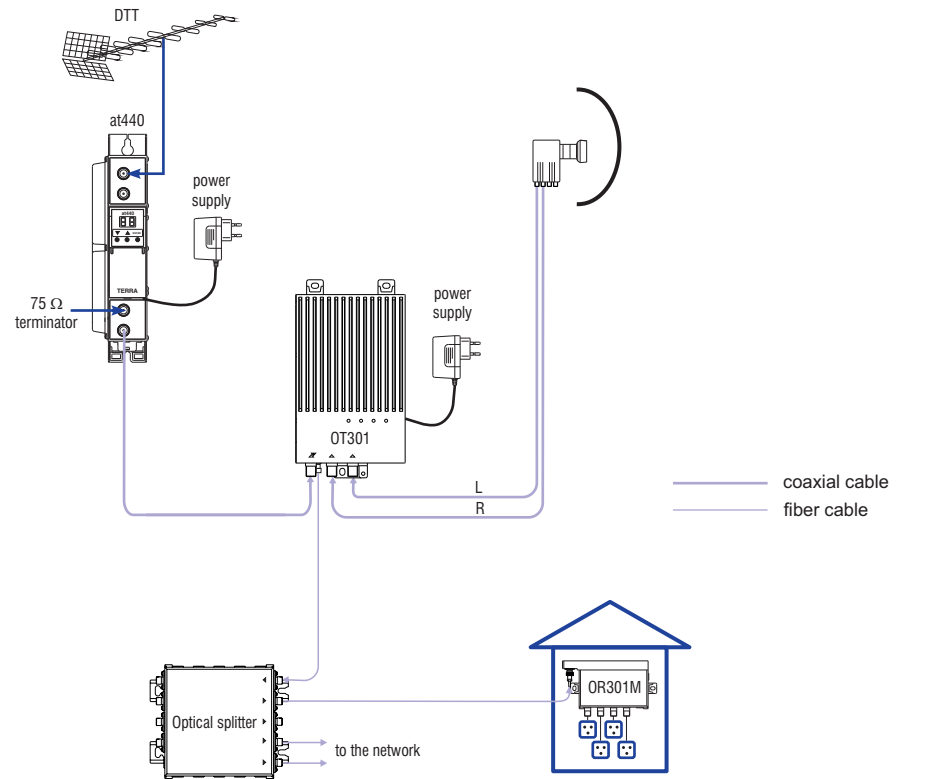 DTT
at440
power
supply
at440
TERRA
75 Ω
terminator
power
supply
OT301
L
R
coaxial cable
fiber cable
OR301M
Optical splitter
to the network